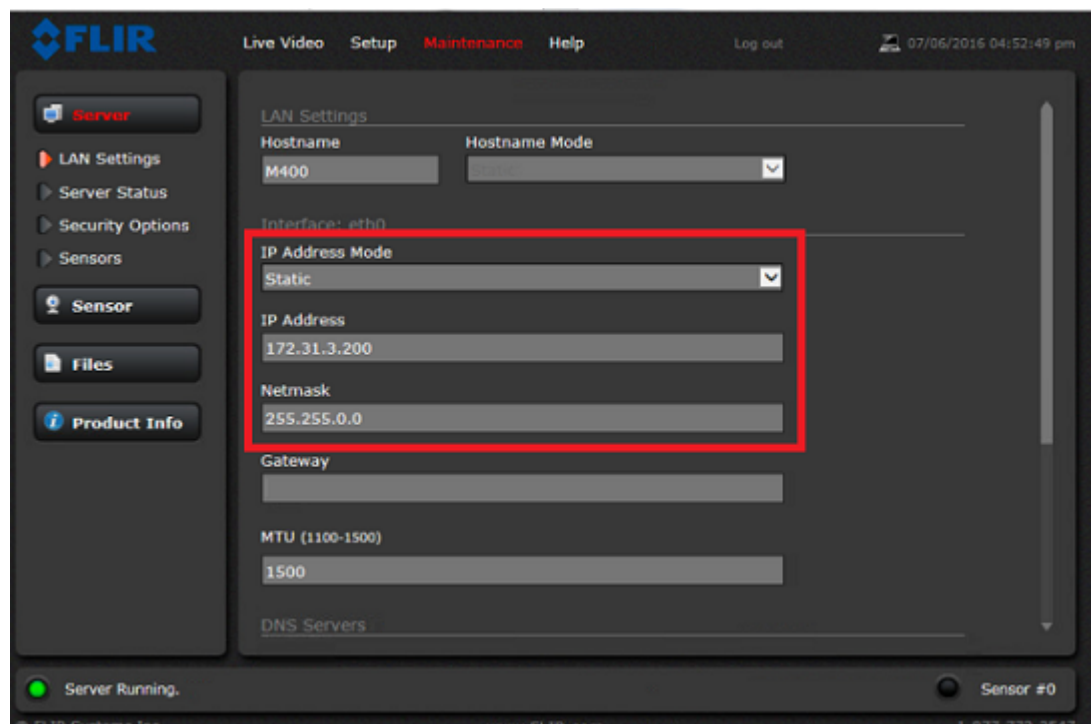 FLIR
Live Video Setup Maintenance Help Log out 07/06/2016 04:52:49 pm
Server
LAN Settings
Server Status
Security Options
Sensors
Sensor
Files
Product Info
LAN Settings
Hostname Hostname Mode
M400 Static
Interface: eth0
IP Address Mode
Static
IP Address
172.31.3.200
Netmask
255.255.0.0
Gateway
MTU (1100-1500)
1500
DNS Servers
Server Running. Sensor #0